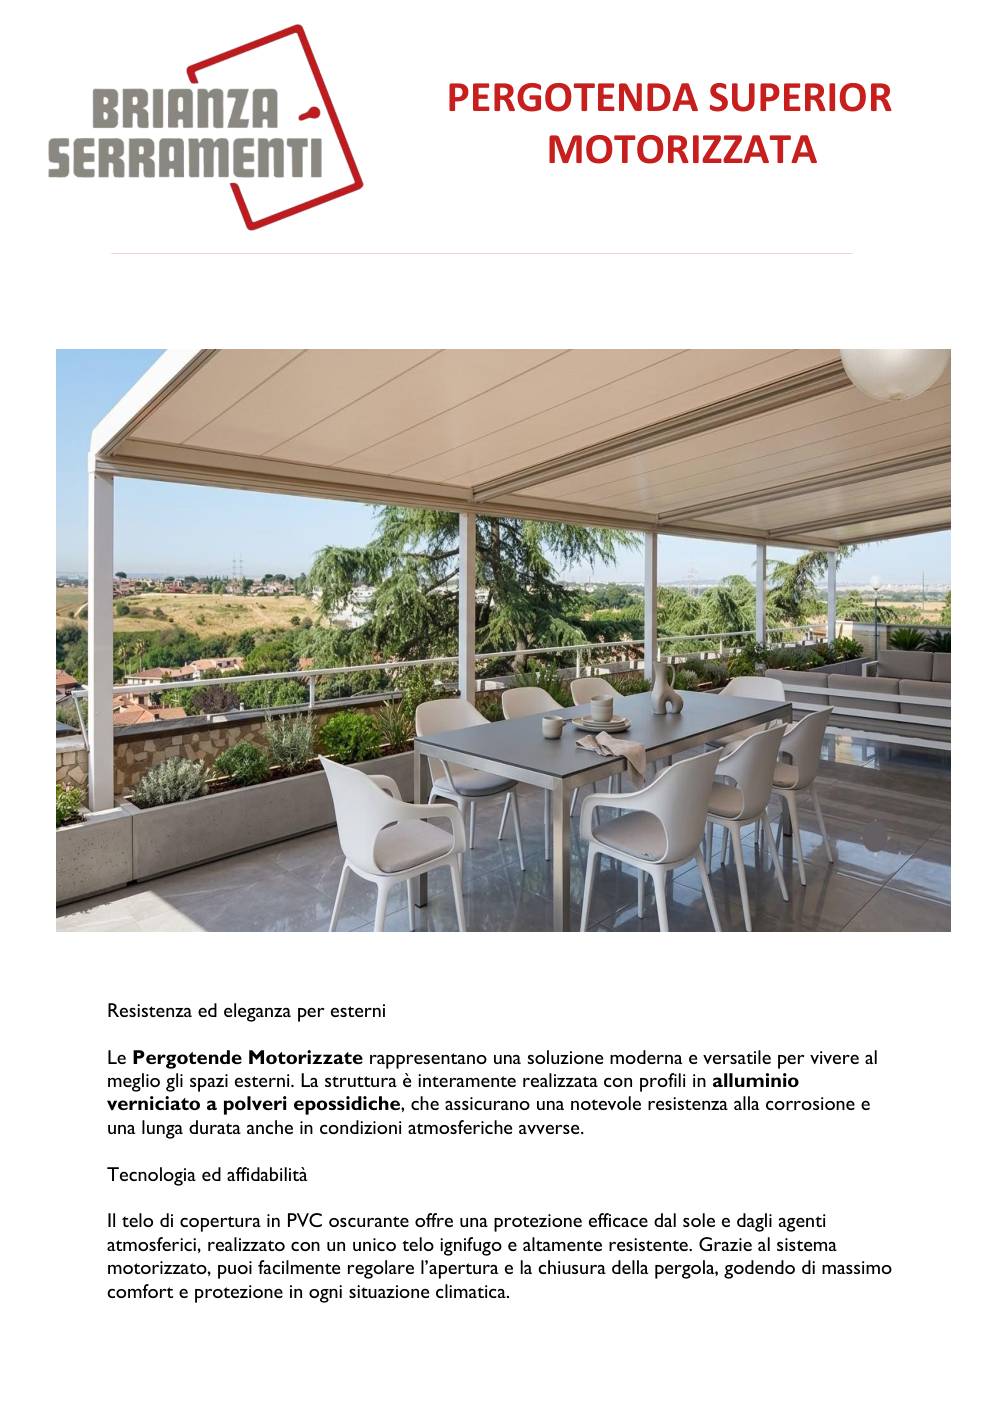 BRIANZA
SERRAMENTI
PERGOTENDA SUPERIOR
MOTORIZZATA
Resistenza ed eleganza per esterni
Le Pergotende Motorizzate rappresentano una soluzione moderna e versatile per vivere al
meglio gli spazi esterni. La struttura è interamente realizzata con profili in alluminio
verniciato a polveri epossidiche, che assicurano una notevole resistenza alla corrosione e
una lunga durata anche in condizioni atmosferiche avverse.
Tecnologia ed affidabilità
Il telo di copertura in PVC oscurante offre una protezione efficace dal sole e dagli agenti
atmosferici, realizzato con un unico telo ignifugo e altamente resistente. Grazie al sistema
motorizzato, puoi facilmente regolare l’apertura e la chiusura della pergola, godendo di massimo
comfort e protezione in ogni situazione climatica.